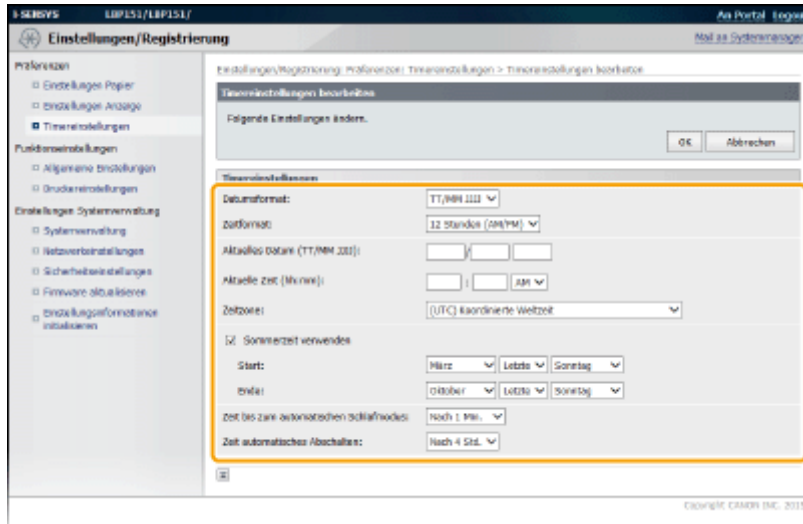 i-SENSYS LBP151/LBP151/ An Portal Logout
Einstellungen/Registrierung Mail an Systemmanager
Präferenzen
Einstellungen Papier
Einstellungen Anzeige
Timereinstellungen
Funktionseinstellungen
Allgemeine Einstellungen
Druckereinstellungen
Einstellungen Systemverwaltung
Systemverwaltung
Netzwerkeinstellungen
Sicherheitseinstellungen
Firmware aktualisieren
Einstellungsinformationen
initialisieren
Einstellungen/Registrierung: Präferenzen: Timereinstellungen > Timereinstellungen bearbeiten
Timereinstellungen bearbeiten
Folgende Einstellungen ändern.
OK Abbrechen
Timereinstellungen
Datumsformat: TT/MM JJJJ
Zeitformat: 12 Stunden (AM/PM)
Aktuelles Datum (TT/MM JJJJ): /
Aktuelle Zeit (hh:mm): : AM
Zeitzone: (UTC) Koordinierte Weltzeit
Sommerzeit verwenden
Start: März Letzte Sonntag
Ende: Oktober Letzte Sonntag
Zeit bis zum automatischen Schlafmodus: Nach 1 Min.
Zeit automatisches Abschalten: Nach 4 Std.
Copyright CANON INC. 2015